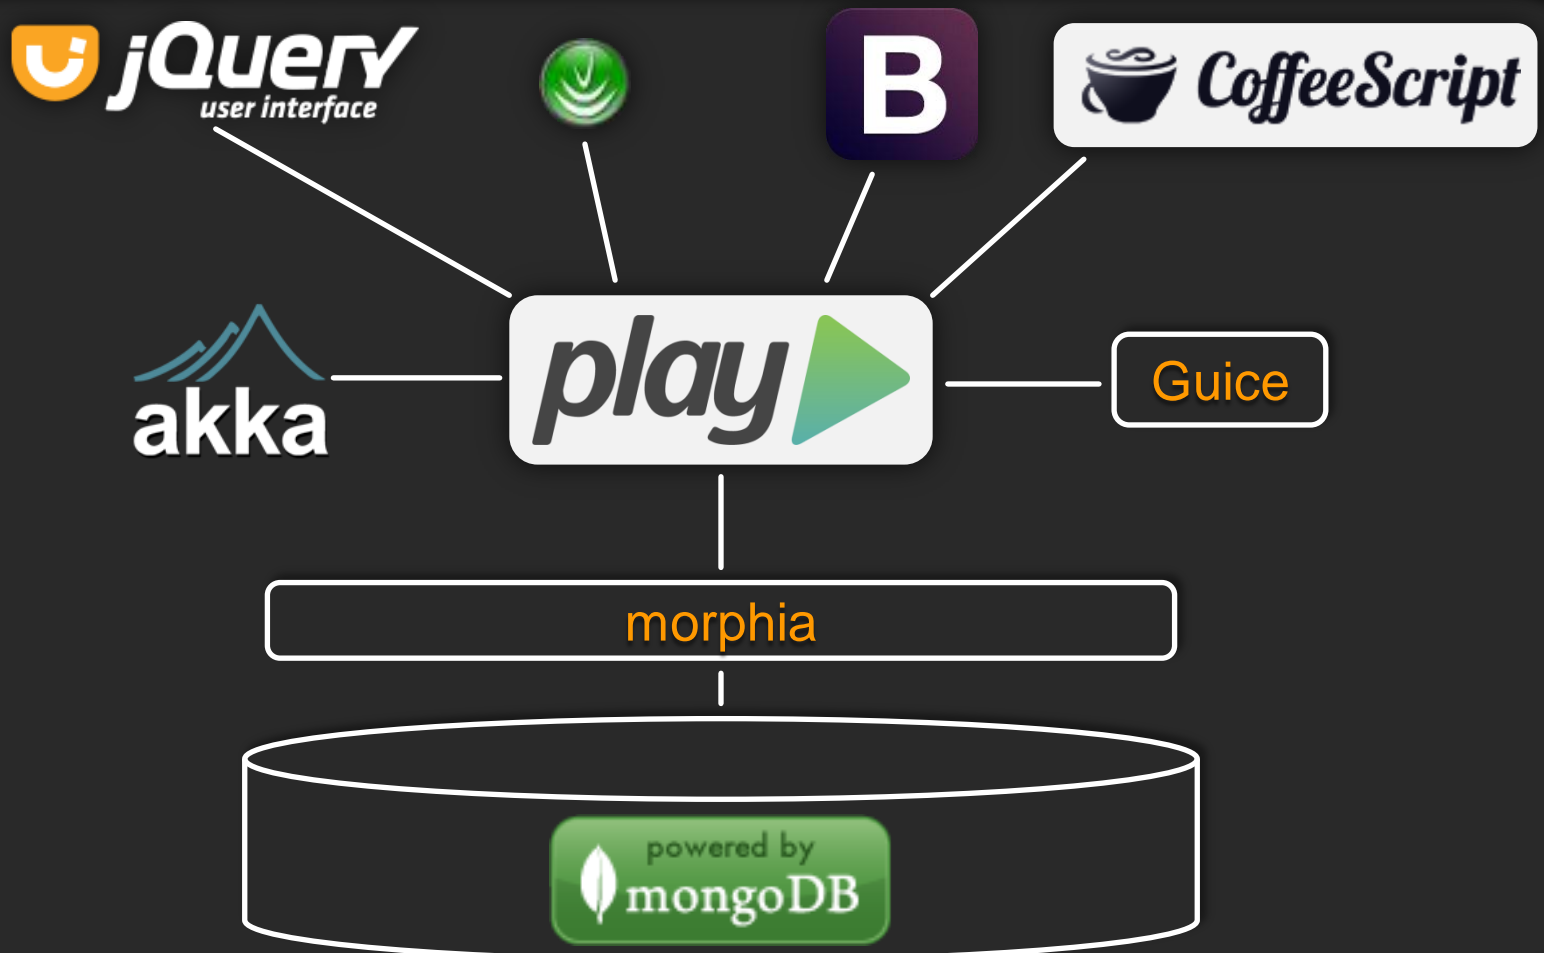 jQuery
user interface
B
CoffeeScript
akka
play
Guice
morphia
powered by
mongoDB